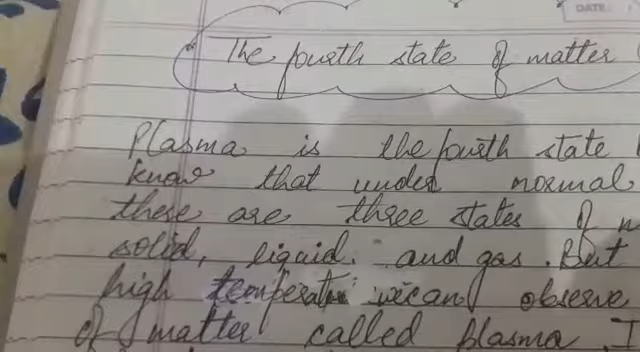 DATE:
The fourth state of matter
Plasma is the fourth state
know that under normal
there are three states of
solid, liquid. and gas. But
high temperature we can observe
of matter called plasma. I